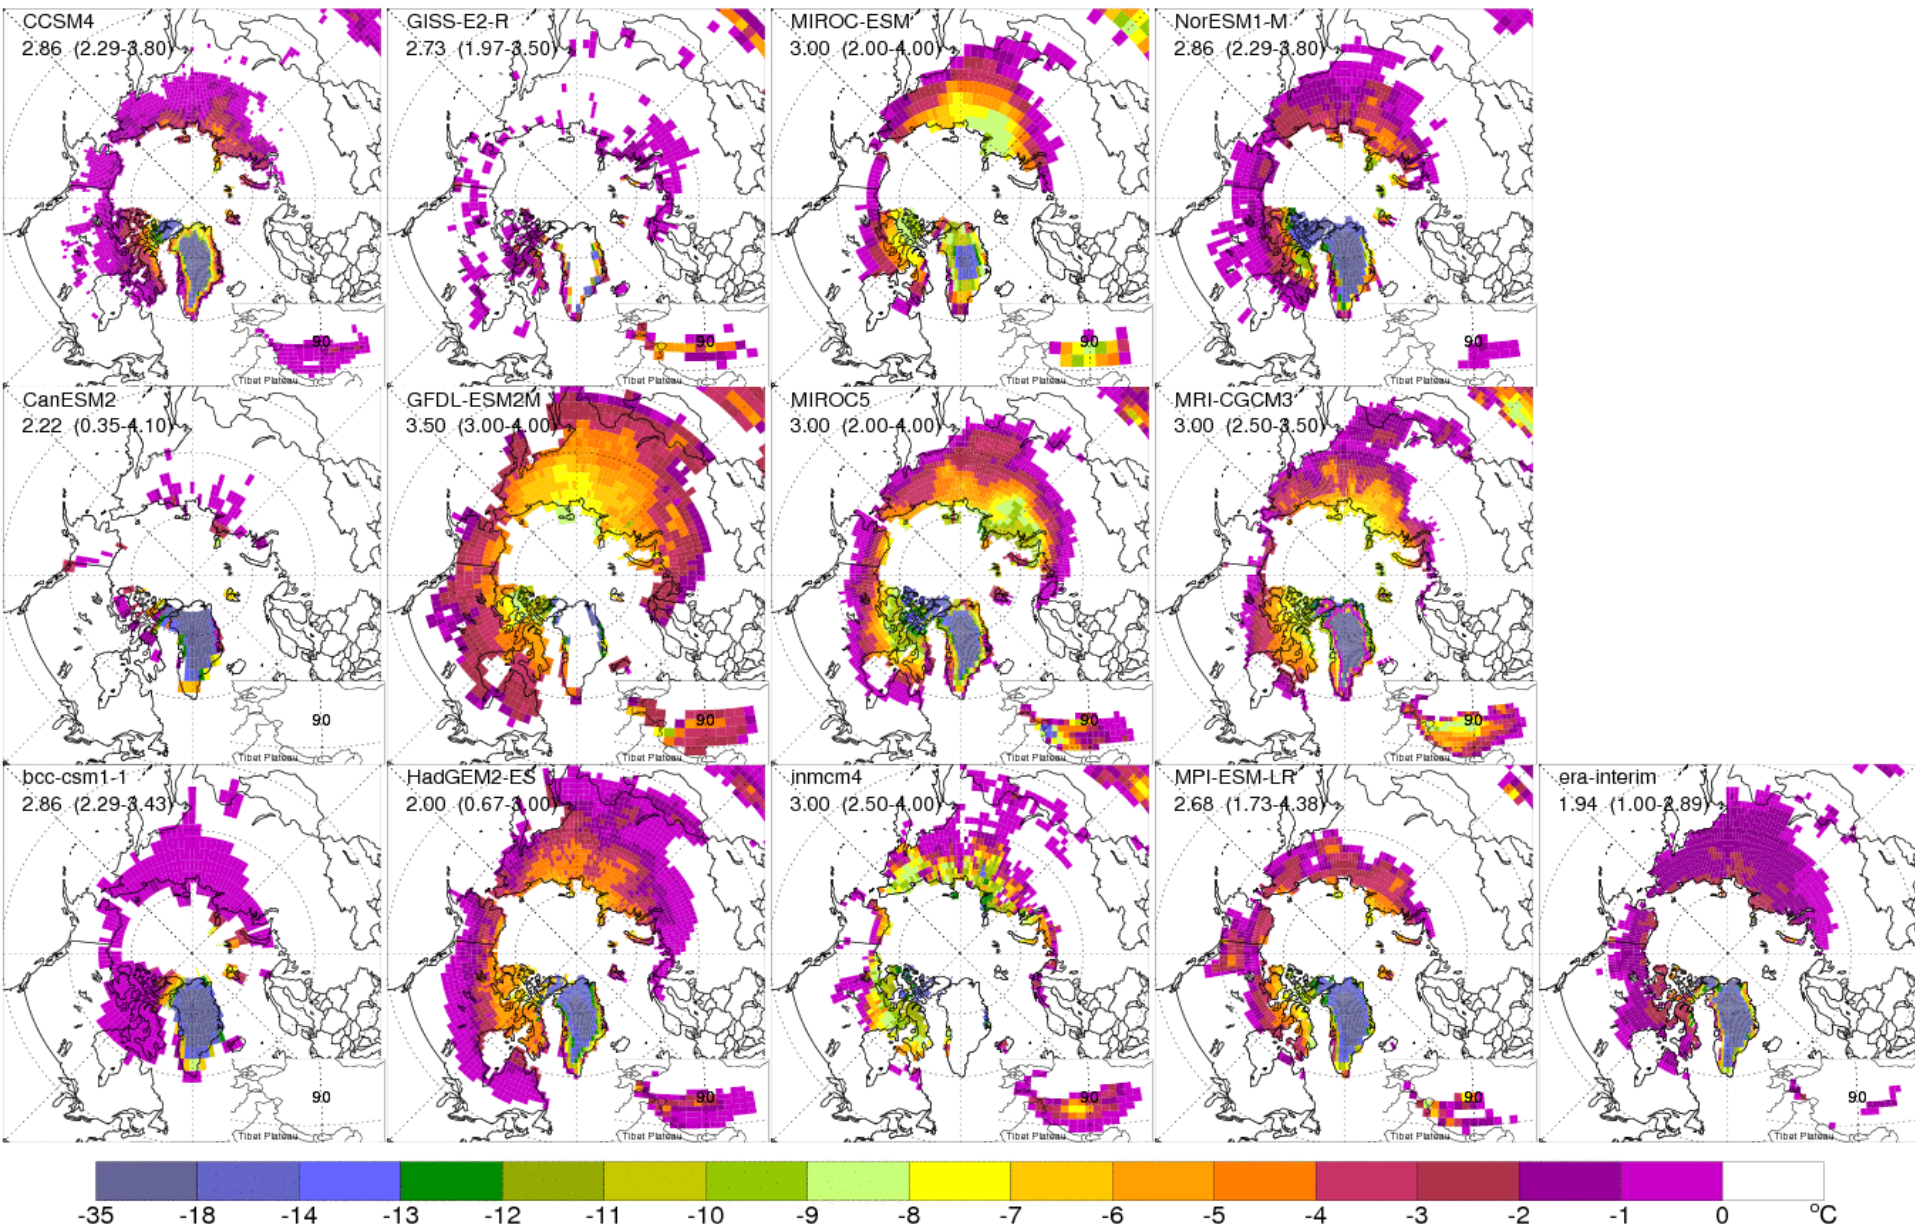 CCSM4
2.86 (2.29-3.80)
90
Tibet Plateau
GISS-E2-R
2.73 (1.97-3.50)
90
Tibet Plateau
MIROC-ESM
3.00 (2.00-4.00)
90
Tibet Plateau
NorESM1-M
2.86 (2.29-3.80)
90
Tibet Plateau
CanESM2
2.22 (0.35-4.10)
90
Tibet Plateau
GFDL-ESM2M
3.50 (3.00-4.00)
90
Tibet Plateau
MIROC5
3.00 (2.00-4.00)
90
Tibet Plateau
MRI-CGCM3
3.00 (2.50-3.50)
90
Tibet Plateau
bcc-csm1-1
2.86 (2.29-3.43)
90
Tibet Plateau
HadGEM2-ES
2.00 (0.67-3.00)
90
Tibet Plateau
inmcm4
3.00 (2.50-4.00)
90
Tibet Plateau
MPI-ESM-LR
2.68 (1.73-4.38)
90
Tibet Plateau
era-interim
1.94 (1.00-2.89)
90
Tibet Plateau
-35 -18 -14 -13 -12 -11 -10 -9 -8 -7 -6 -5 -4 -3 -2 -1 0 °C